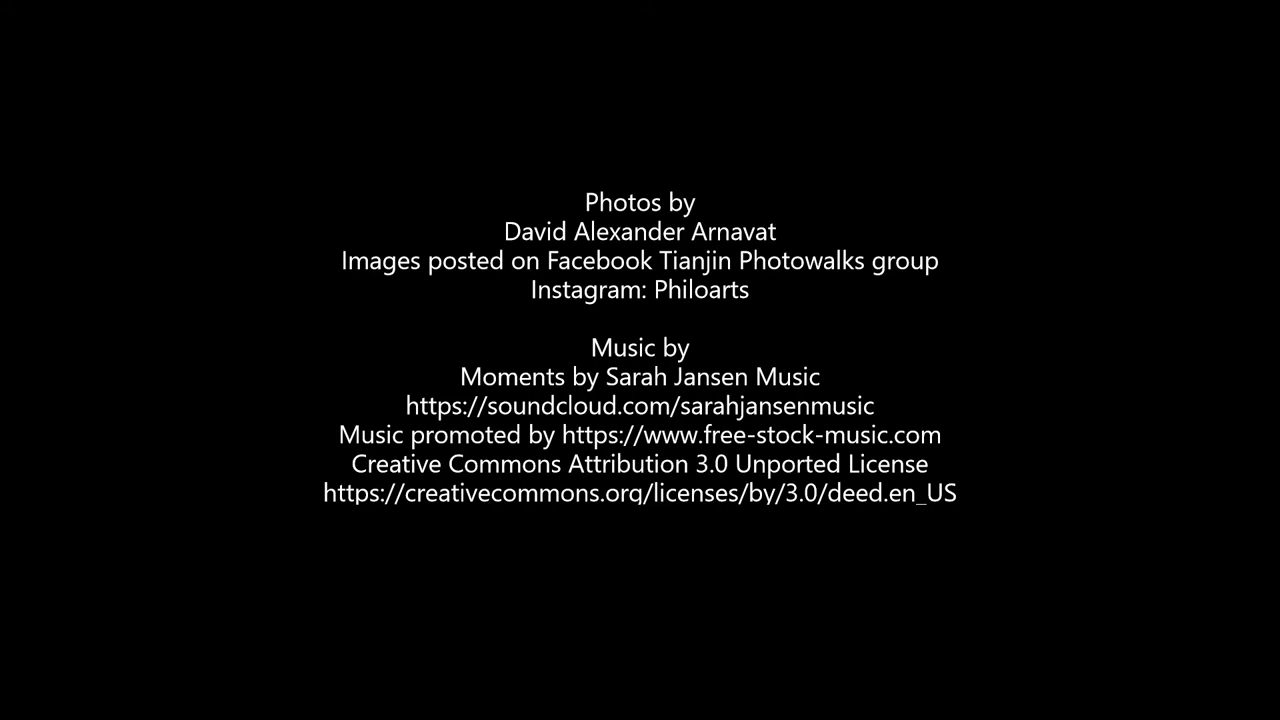 Photos by
David Alexander Arnavat
Images posted on Facebook Tianjin Photowalks group
Instagram: Philoarts
Music by
Moments by Sarah Jansen Music
https://soundcloud.com/sarahjansenmusic
Music promoted by https://www.free-stock-music.com
Creative Commons Attribution 3.0 Unported License
https://creativecommons.org/licenses/by/3.0/deed.en_US